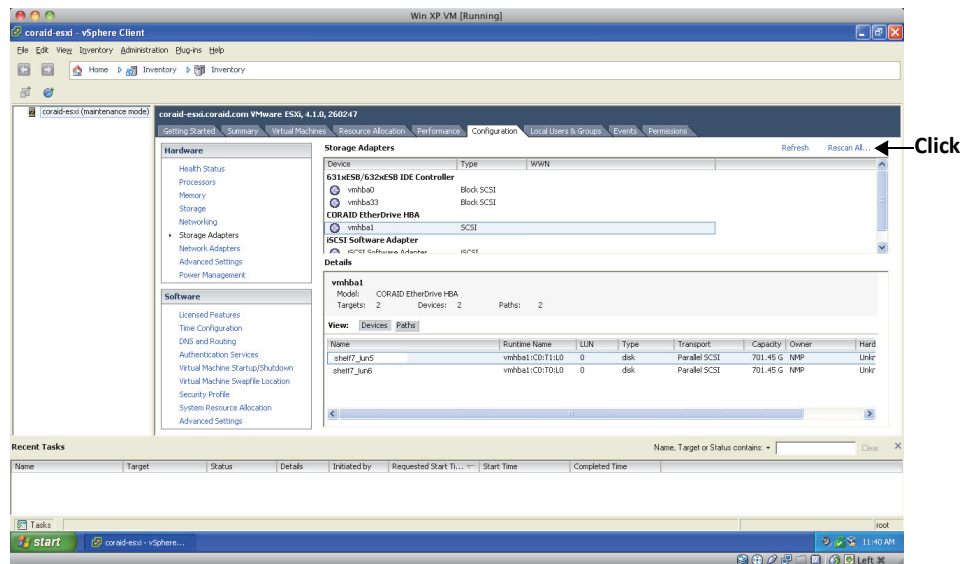 Win XP VM [Running]
coraid-esxi - vSphere Client
File Edit View Inventory Administration Plug-ins Help
Home Inventory Inventory
coraid-esxi (maintenance mode)
coraid-esxi.coraid.com VMware ESXi, 4.1.0, 260247
Getting Started Summary Virtual Machines Resource Allocation Performance Configuration Local Users & Groups Events Permissions
Hardware
Health Status
Processors
Memory
Storage
Networking
Storage Adapters
Network Adapters
Advanced Settings
Power Management
Software
Licensed Features
Time Configuration
DNS and Routing
Authentication Services
Virtual Machine Startup/Shutdown
Virtual Machine Swapfile Location
Security Profile
System Resource Allocation
Advanced Settings
Storage Adapters Refresh Rescan All...
Click
Device Type WWN
631xESB/632xESB IDE Controller
vmhba0 Block SCSI
vmhba33 Block SCSI
CORAID EtherDrive HBA
vmhba1 SCSI
iSCSI Software Adapter
iSCSI Software Adapter iSCSI
Details
vmhba1
Model: CORAID EtherDrive HBA
Targets: 2 Devices: 2 Paths: 2
View: Devices Paths
Name Runtime Name LUN Type Transport Capacity Owner Hard
shelf7_lun5 vmhba1:C0:T1:L0 0 disk Parallel SCSI 701.45 G NMP Unkr
shelf7_lun6 vmhba1:C0:T0:L0 0 disk Parallel SCSI 701.45 G NMP Unkr
Recent Tasks Name, Target or Status contains: Clear
Name Target Status Details Initiated by Requested Start Ti... Start Time Completed Time
Tasks root
start coraid-esxi - vSphere... 11:40 AM
Left ⌘